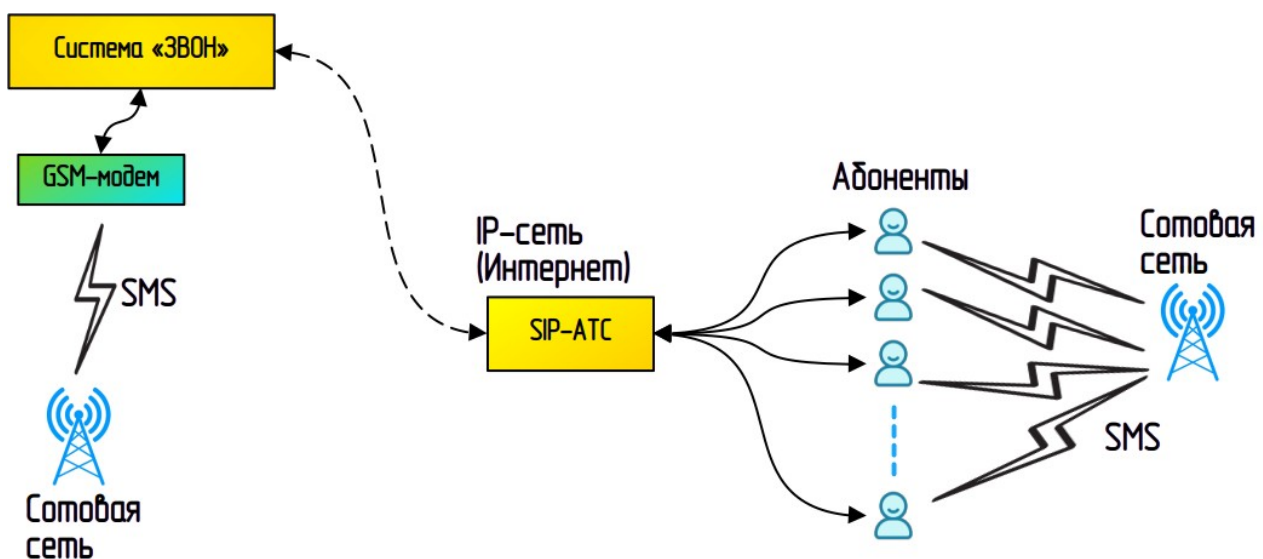 Система «ЗВОН»
GSM-модем
SMS
Сотовая
сеть
IP-сеть
(Интернет)
SIP-АТС
Абоненты
Сотовая
сеть
SMS